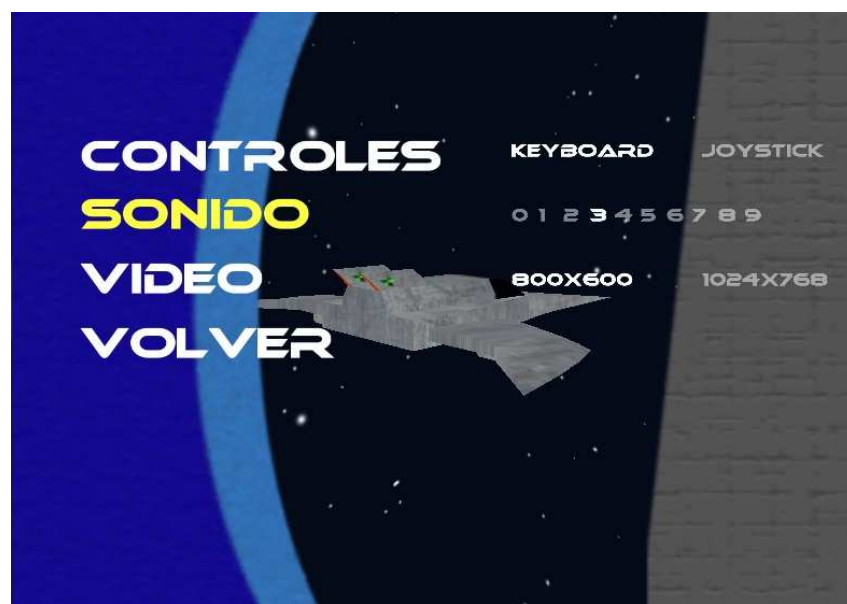 CONTROLES KEYBOARD JOYSTICK
SONIDO 0 1 2 3 4 5 6 7 8 9
VIDEO 800X600 1024X768
VOLVER